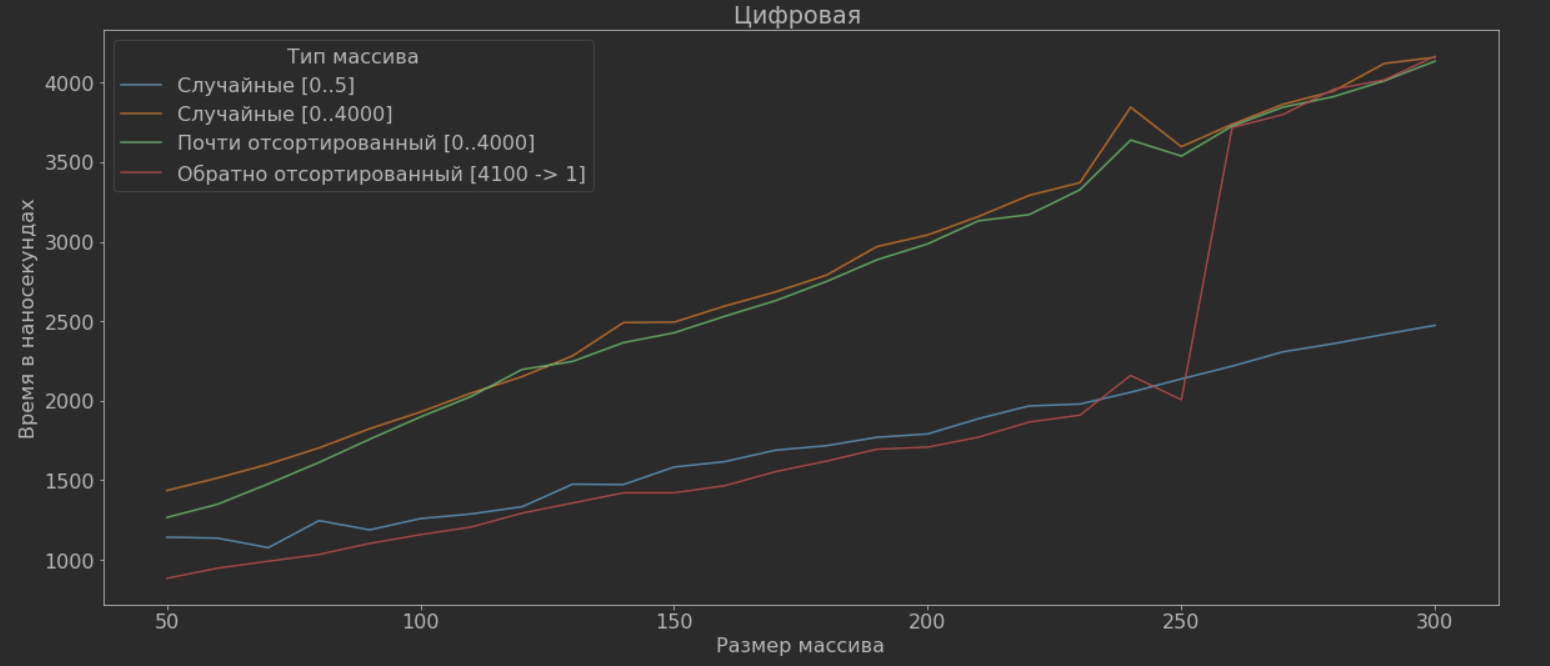 Цифровая
Тип массива
Случайные [0..5]
Случайные [0..4000]
Почти отсортированный [0..4000]
Обратно отсортированный [4100 -> 1]
Время в наносекундах
4000
3500
3000
2500
2000
1500
1000
50 100 150 200 250 300
Размер массива